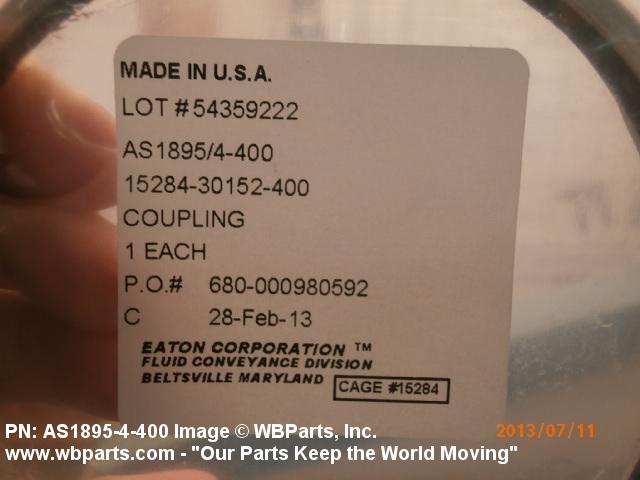 MADE IN U.S.A.
LOT #54359222
AS1895/4-400
15284-30152-400
COUPLING
1 EACH
P.O.# 680-000980592
C 28-Feb-13
EATON CORPORATION ™
FLUID CONVEYANCE DIVISION
BELTSVILLE MARYLAND
CAGE #15284
PN: AS1895-4-400 Image © WBParts, Inc.
2013/07/11
www.wbparts.com - "Our Parts Keep the World Moving"